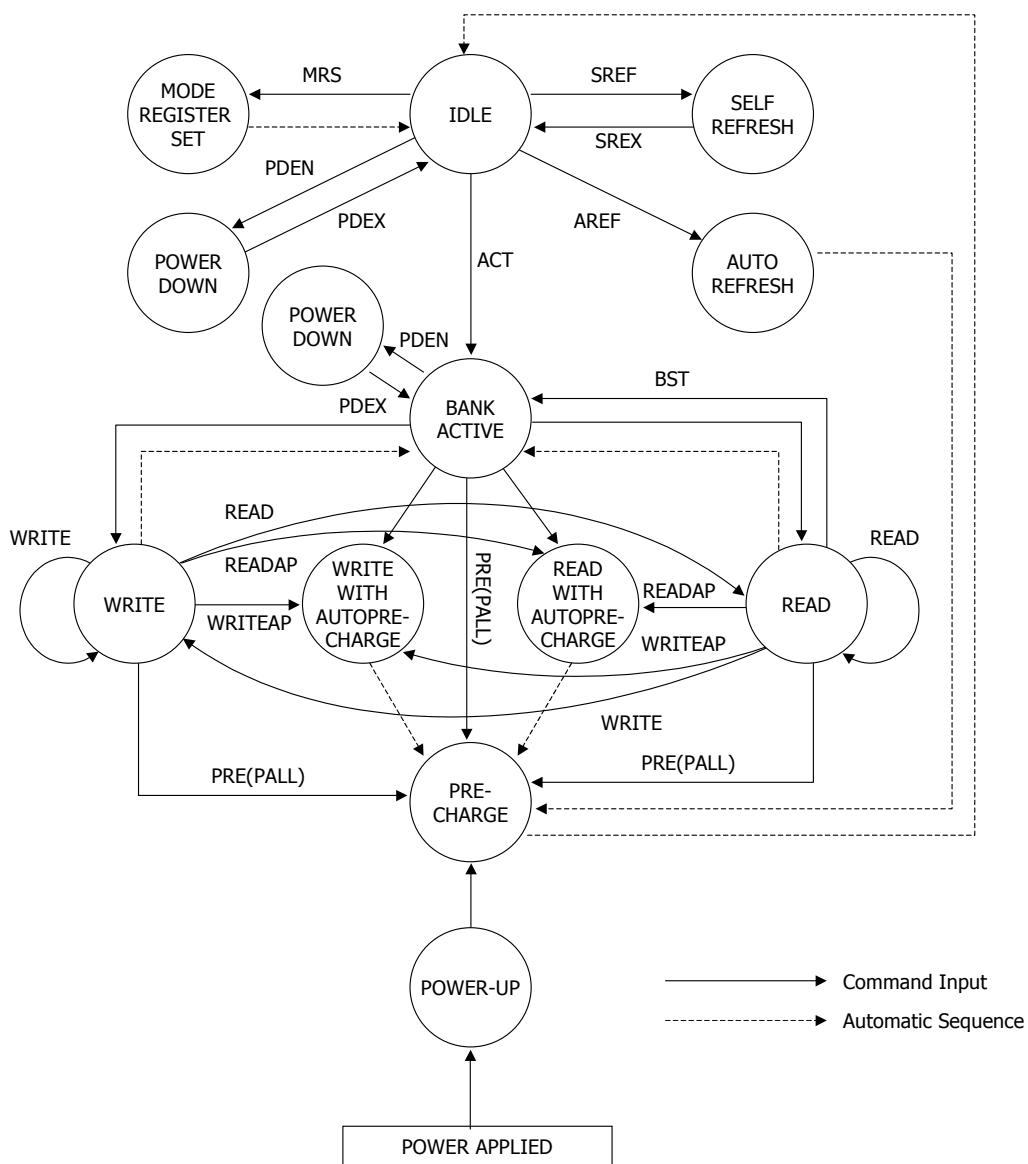 MRS
SREF
MODE
REGISTER
SET
IDLE
SELF
REFRESH
SREX
PDEN
PDEX
AREF
POWER
DOWN
ACT
AUTO
REFRESH
POWER
DOWN
PDEN
PDEX
BANK
ACTIVE
BST
WRITE
READ
READ
READAP
WRITE
WRITE
WITH
AUTOPRE-
CHARGE
PRE(PALL)
READ
WITH
AUTOPRE-
CHARGE
READAP
READ
WRITEAP
WRITEAP
WRITE
PRE(PALL)
PRE(PALL)
PRE-
CHARGE
POWER-UP
Command Input
Automatic Sequence
POWER APPLIED